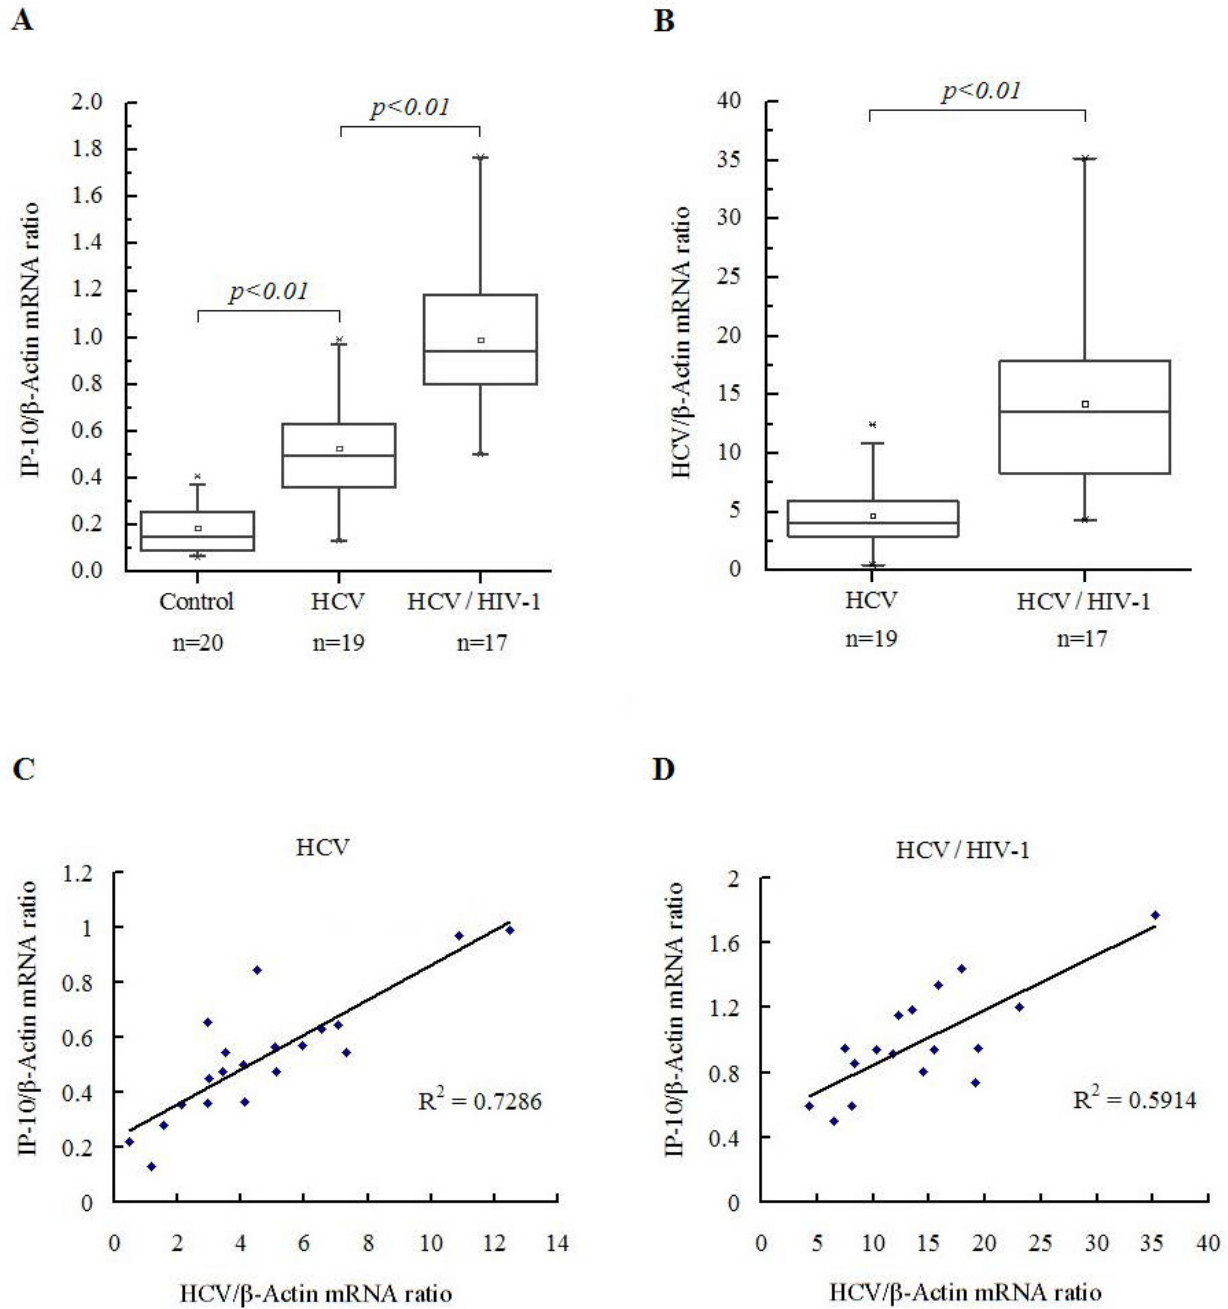 A
IP-10/β-Actin mRNA ratio
2.0
1.8
1.6
1.4
1.2
1.0
0.8
0.6
0.4
0.2
0.0
p<0.01
p<0.01
Control
HCV
HCV / HIV-1
n=20
n=19
n=17
B
HCV/β-Actin mRNA ratio
40
35
30
25
20
15
10
5
0
p<0.01
HCV
HCV / HIV-1
n=19
n=17
C
HCV
IP-10/β-Actin mRNA ratio
1.2
1
0.8
0.6
0.4
0.2
0
R² = 0.7286
0 2 4 6 8 10 12 14
HCV/β-Actin mRNA ratio
D
HCV / HIV-1
IP-10/β-Actin mRNA ratio
2
1.6
1.2
0.8
0.4
0
R² = 0.5914
0 5 10 15 20 25 30 35 40
HCV/β-Actin mRNA ratio